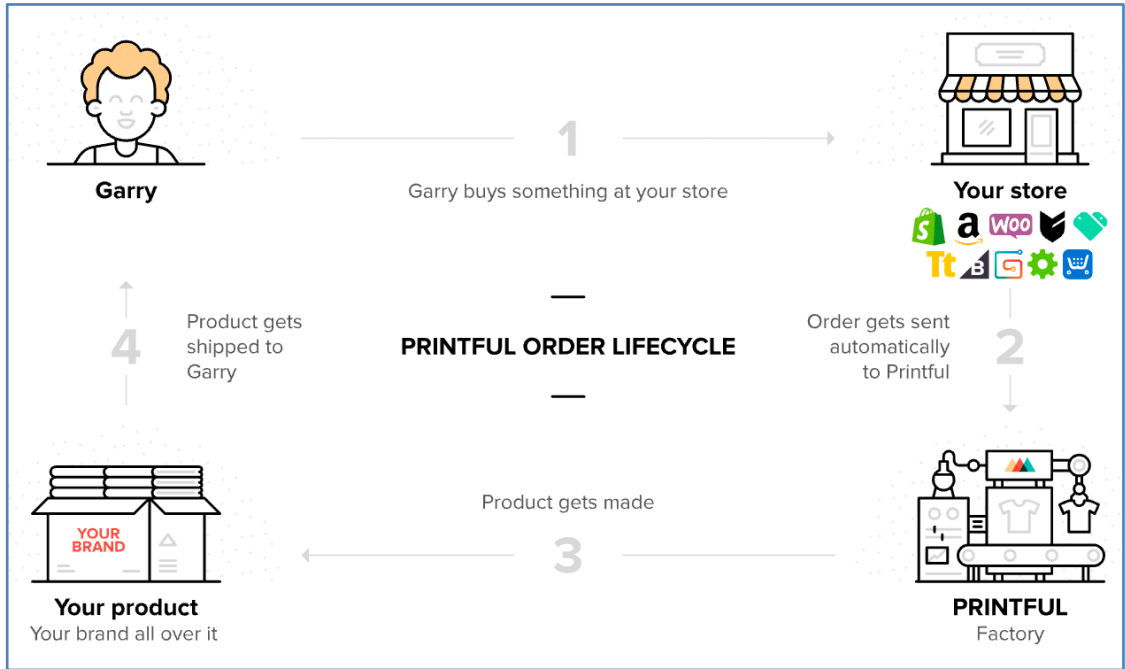 Garry
1
Garry buys something at your store
Your store
S a WOO
Tt B G
Order gets sent
automatically
to Printful
2
PRINTFUL ORDER LIFECYCLE
Product gets
shipped to
Garry
4
Product gets made
3
YOUR
BRAND
Your product
Your brand all over it
PRINTFUL
Factory